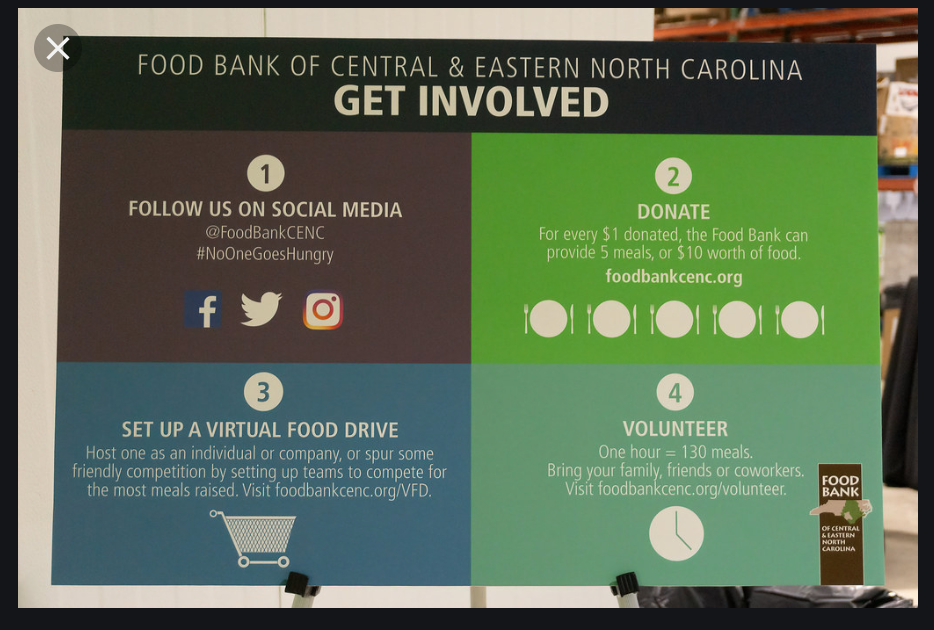 FOOD BANK OF CENTRAL & EASTERN NORTH CAROLINA
GET INVOLVED
1
FOLLOW US ON SOCIAL MEDIA
@FoodBankCENC
#NoOneGoesHungry
2
DONATE
For every $1 donated, the Food Bank can
provide 5 meals, or $10 worth of food.
foodbankcenc.org
3
SET UP A VIRTUAL FOOD DRIVE
Host one as an individual or company, or spur some
friendly competition by setting up teams to compete for
the most meals raised. Visit foodbankcenc.org/VFD.
4
VOLUNTEER
One hour = 130 meals.
Bring your family, friends or coworkers.
Visit foodbankcenc.org/volunteer.
FOOD
BANK
OF CENTRAL
& EASTERN
NORTH
CAROLINA